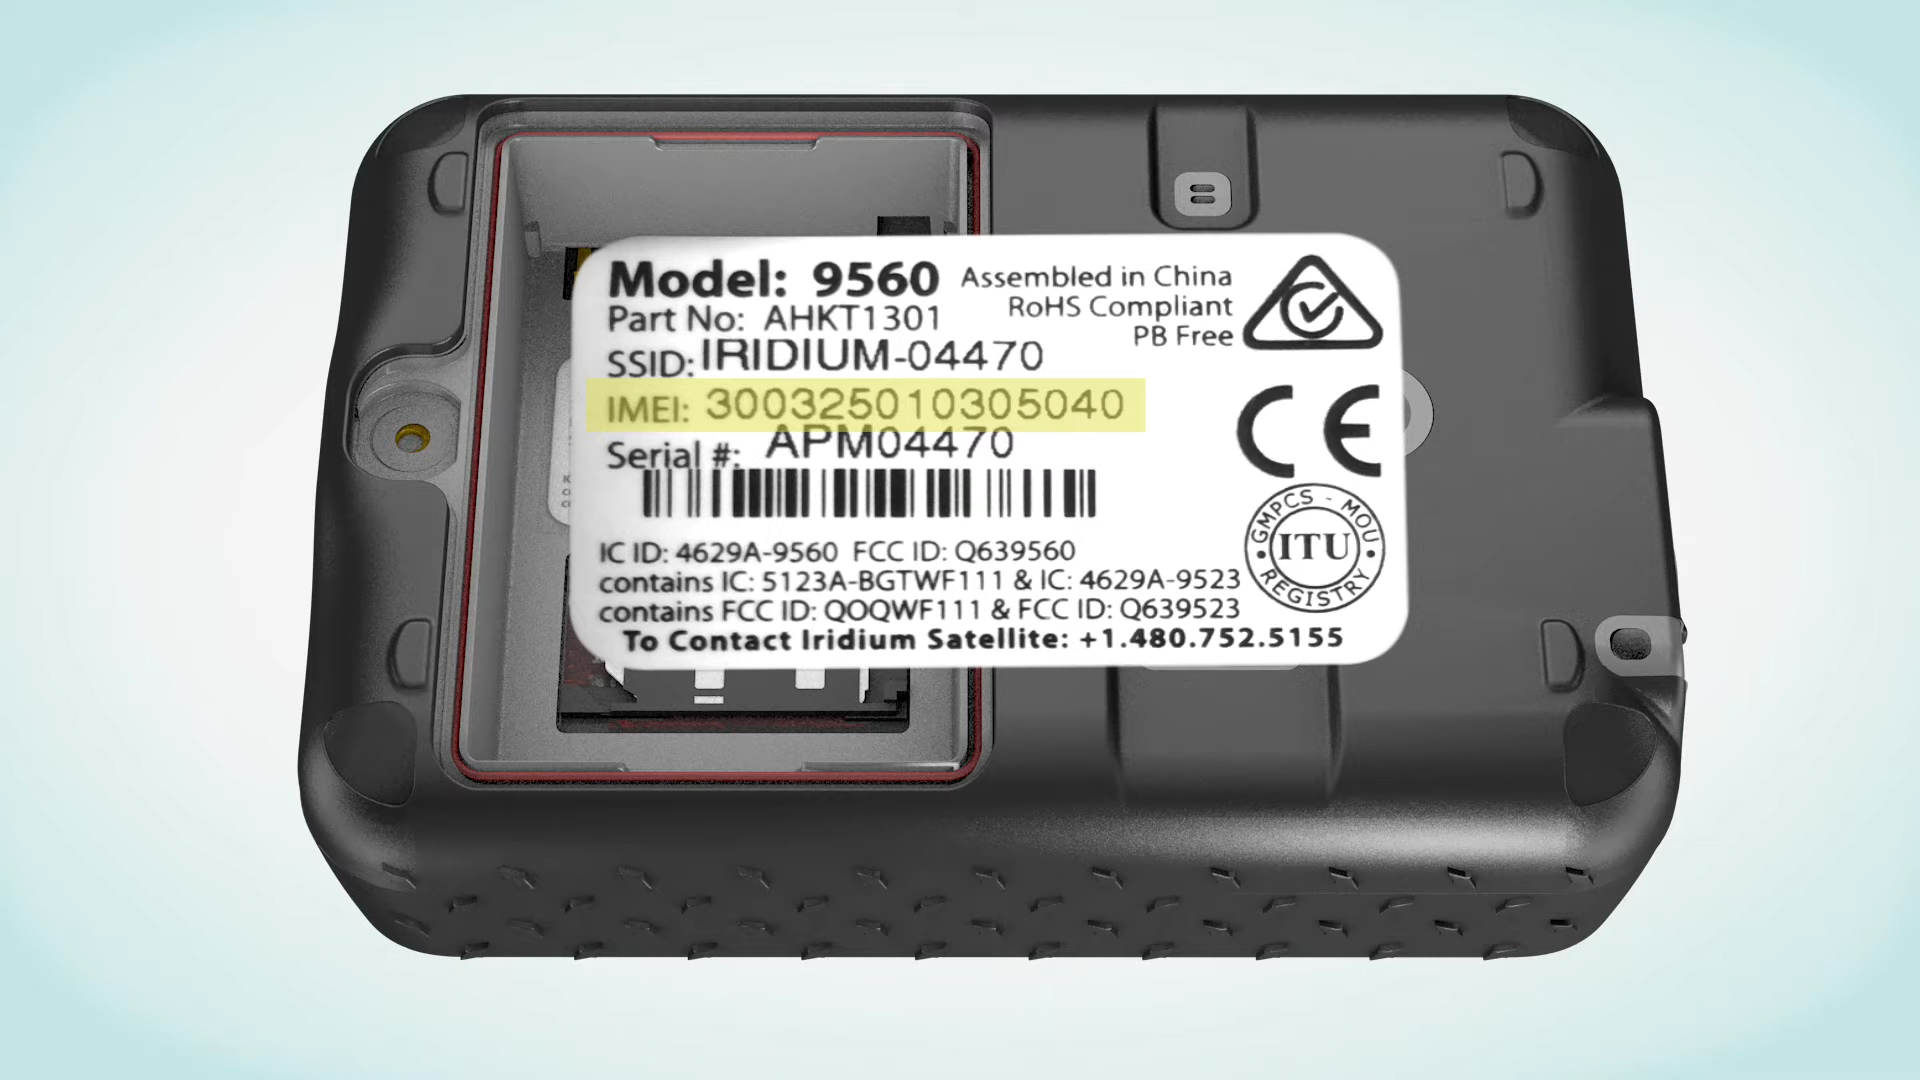 Model: 9560
Assembled in China
Part No: AHKT1301
RoHS Compliant
PB Free
SSID: IRIDIUM-04470
IMEI: 300325010305040
Serial #: APM04470
CE
GMPCS - MOU
ITU
REGISTRY
IC ID: 4629A-9560 FCC ID: Q639560
contains IC: 5123A-BGTWF111 & IC: 4629A-9523
contains FCC ID: QOQWF111 & FCC ID: Q639523
To Contact Iridium Satellite: +1.480.752.5155